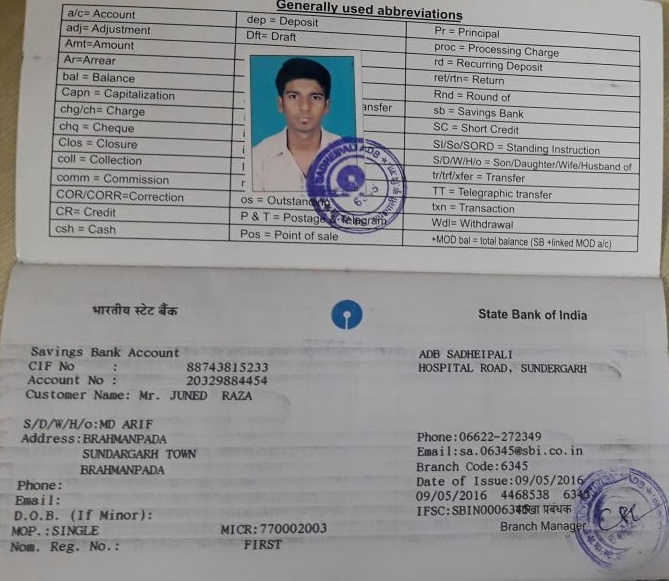 Generally used abbreviations
a/c= Account dep = Deposit Pr = Principal
adj= Adjustment Dft= Draft proc = Processing Charge
Amt=Amount rd = Recurring Deposit
Ar=Arrear ret/rtn= Return
bal = Balance Rnd = Round of
Capn = Capitalization sb = Savings Bank
chg/ch= Charge SC = Short Credit
chq = Cheque SI/So/SORD = Standing Instruction
Clos = Closure S/D/W/H/o = Son/Daughter/Wife/Husband of
coll = Collection tr/trf/xfer = Transfer
comm = Commission TT = Telegraphic transfer
COR/CORR=Correction os = Outstanding txn = Transaction
CR= Credit P & T = Postage & Telegram Wdl= Withdrawal
csh = Cash Pos = Point of sale +MOD bal = total balance (SB +linked MOD a/c)
भारतीय स्टेट बैंक State Bank of India
Savings Bank Account ADB SADHEIPALI
CIF No : 88743815233 HOSPITAL ROAD, SUNDERGARH
Account No : 20329884454
Customer Name: Mr. JUNED RAZA
S/D/W/H/o:MD ARIF
Address:BRAHMANPADA Phone:06622-272349
SUNDARGARH TOWN Email:sa.06345@sbi.co.in
BRAHMANPADA Branch Code:6345
Phone: Date of Issue:09/05/2016
Email: 09/05/2016 4468538 6345
D.O.B. (If Minor): IFSC:SBIN0006345 शाखा प्रबंधक
MOP.:SINGLE MICR:770002003 Branch Manager
Nom. Reg. No.: FIRST